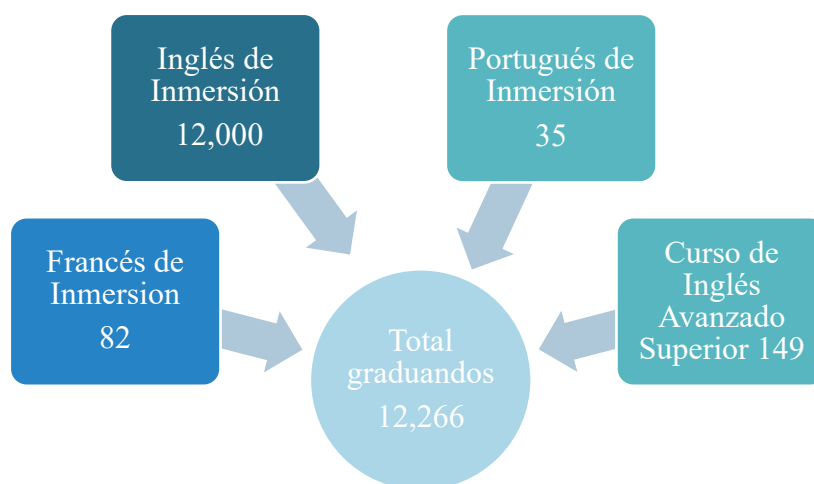 Inglés de
Inmersión
12,000
Portugués de
Inmersión
35
Francés de
Inmersion
82
Curso de
Inglés
Avanzado
Superior 149
Total
graduandos
12,266